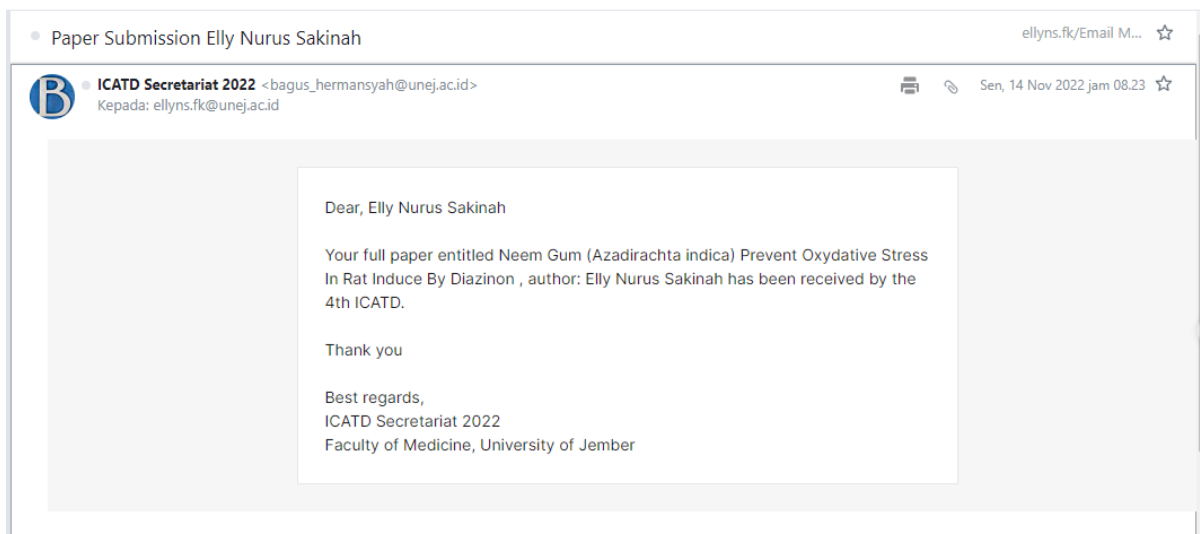 Paper Submission Elly Nurus Sakinah
ellyns.fk/Email M...
B
ICATD Secretariat 2022 <bagus_hermansyah@unej.ac.id>
Sen, 14 Nov 2022 jam 08.23
Kepada: ellyns.fk@unej.ac.id
Dear, Elly Nurus Sakinah
Your full paper entitled Neem Gum (Azadirachta indica) Prevent Oxydative Stress
In Rat Induce By Diazinon , author: Elly Nurus Sakinah has been received by the
4th ICATD.
Thank you
Best regards,
ICATD Secretariat 2022
Faculty of Medicine, University of Jember